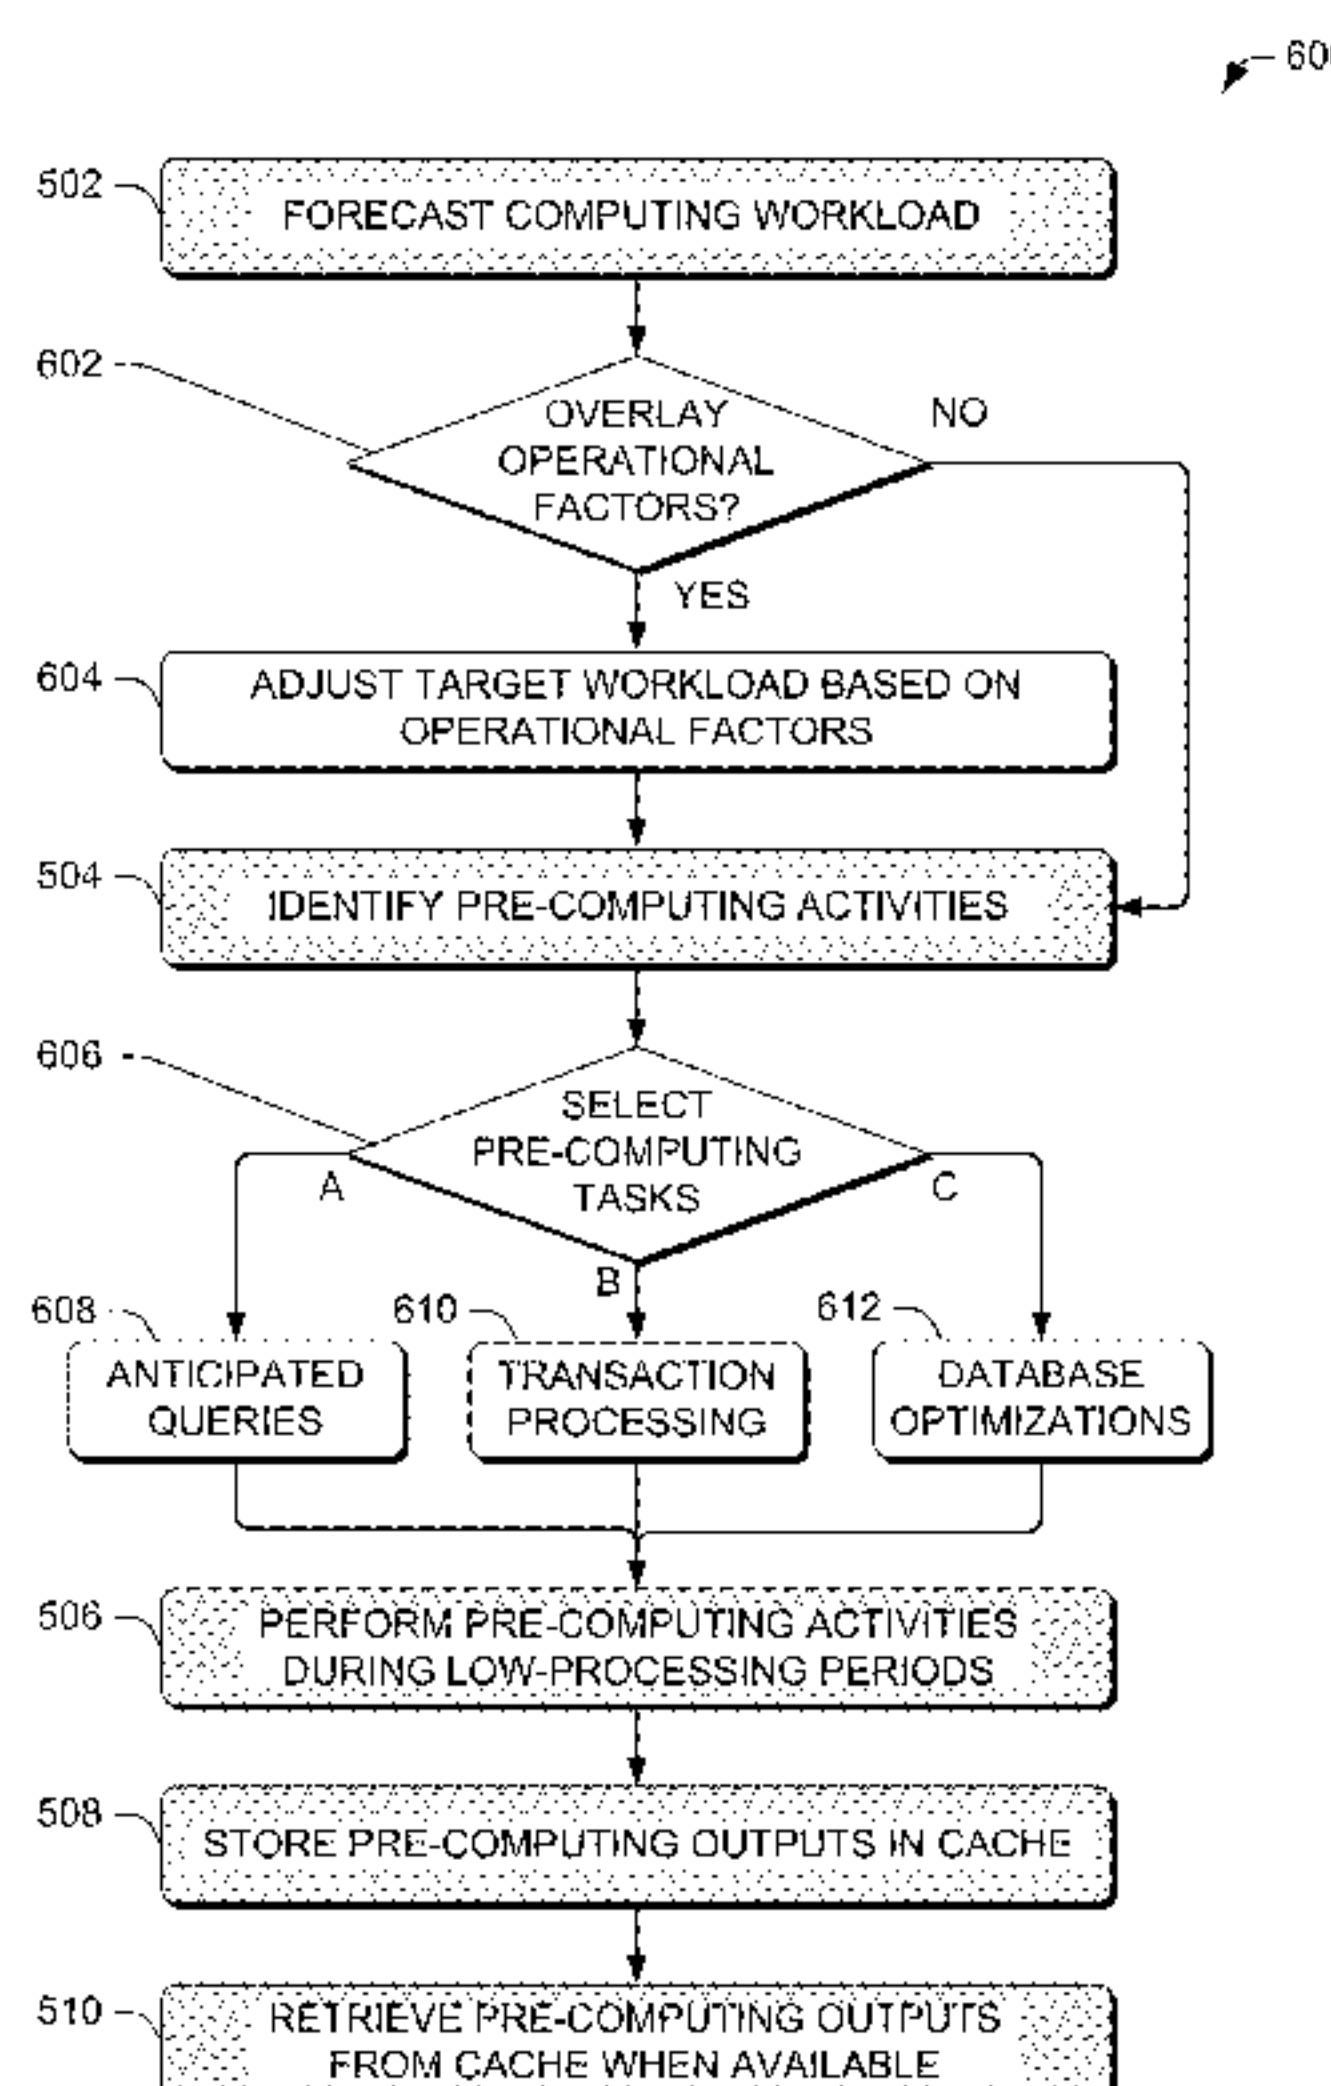 502
FORECAST COMPUTING WORKLOAD
602
OVERLAY
OPERATIONAL
FACTORS?
NO
YES
604
ADJUST TARGET WORKLOAD BASED ON
OPERATIONAL FACTORS
504
IDENTIFY PRE-COMPUTING ACTIVITIES
606
SELECT
PRE-COMPUTING
TASKS
A
B
C
608
ANTICIPATED
QUERIES
610
TRANSACTION
PROCESSING
612
DATABASE
OPTIMIZATIONS
506
PERFORM PRE-COMPUTING ACTIVITIES
DURING LOW-PROCESSING PERIODS
508
STORE PRE-COMPUTING OUTPUTS IN CACHE
510
RETRIEVE PRE-COMPUTING OUTPUTS
FROM CACHE WHEN AVAILABLE